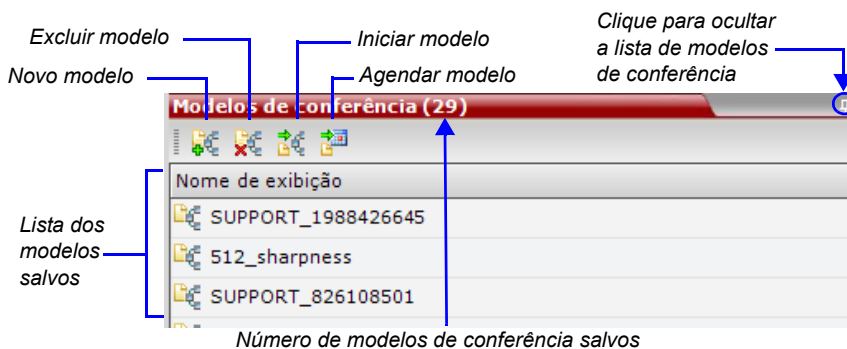 Excluir modelo
Iniciar modelo
Clique para ocultar
a lista de modelos
de conferência
Novo modelo
Agendar modelo
Modelos de conferência (29)
Nome de exibição
Lista dos
modelos
salvos
SUPPORT_1988426645
512_sharpness
SUPPORT_826108501
Número de modelos de conferência salvos